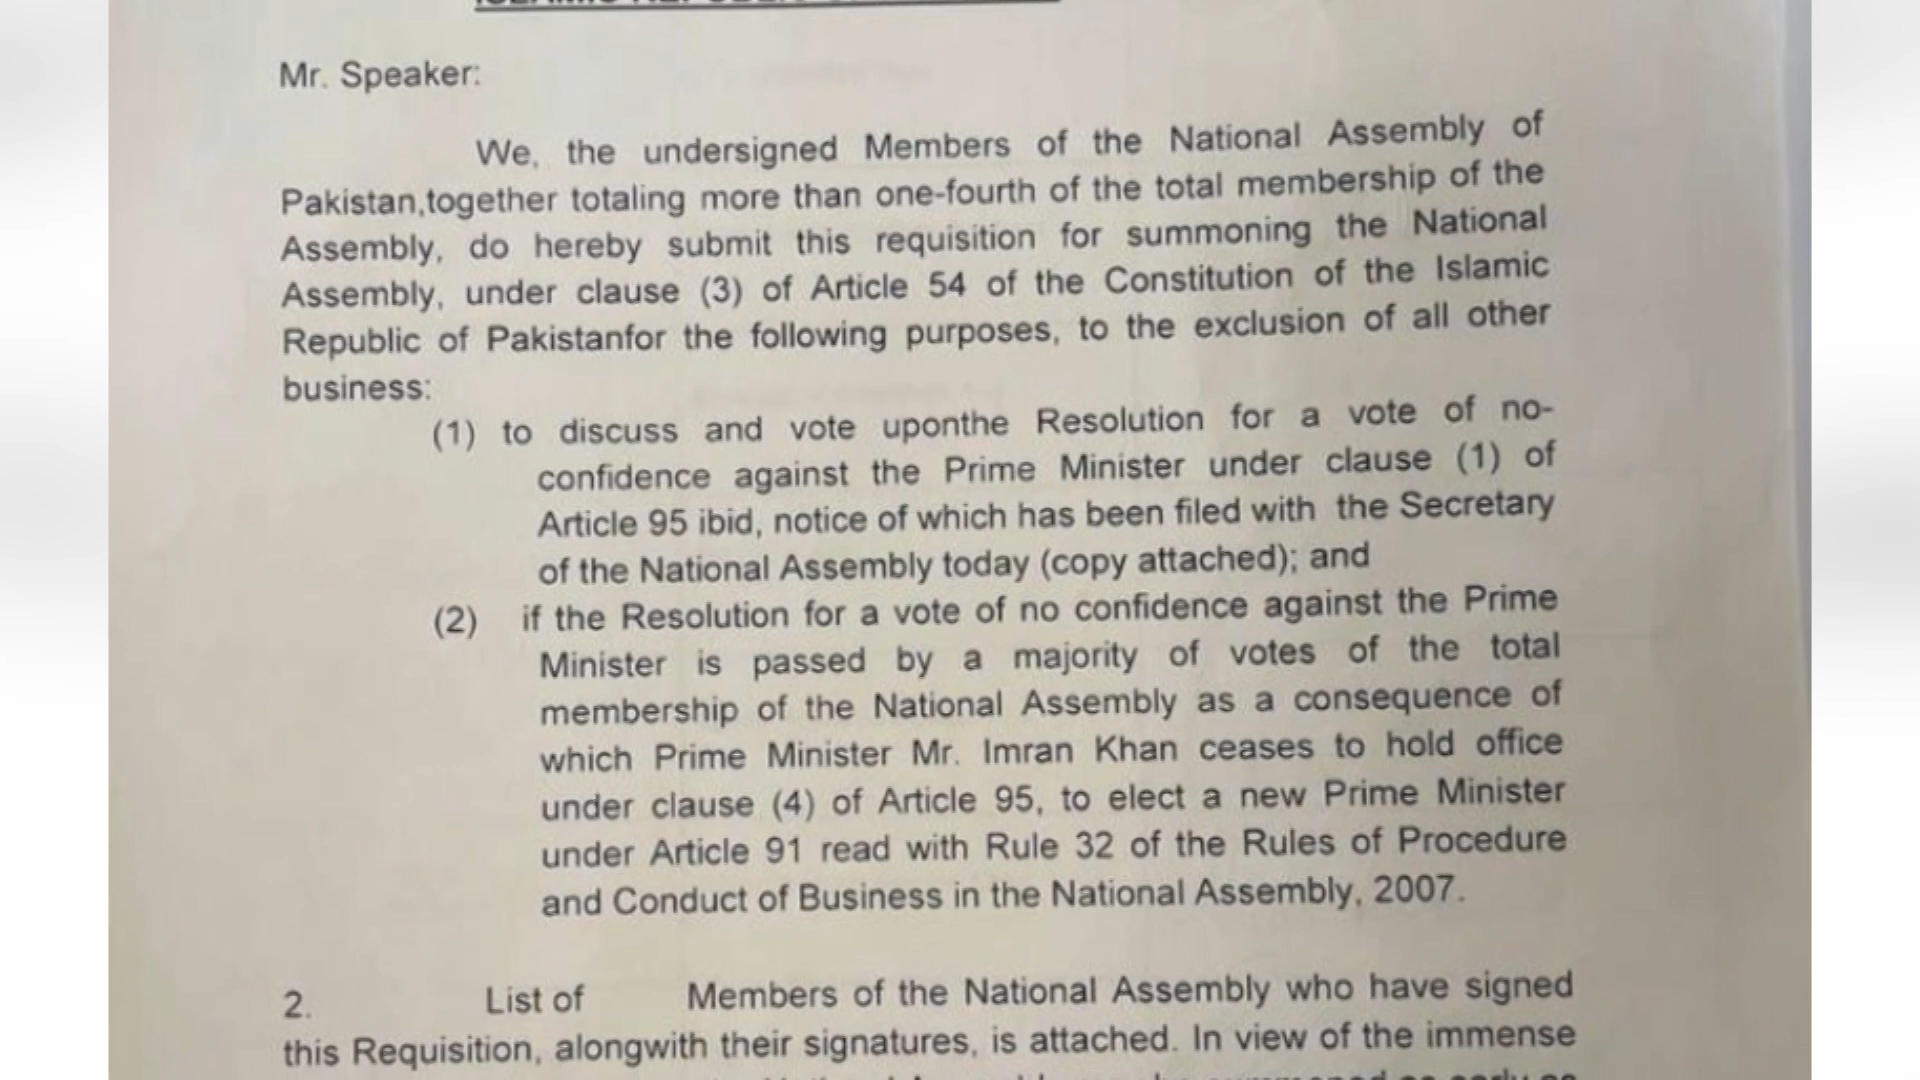 Mr. Speaker:
We, the undersigned Members of the National Assembly of
Pakistan,together totaling more than one-fourth of the total membership of the
Assembly, do hereby submit this requisition for summoning the National
Assembly, under clause (3) of Article 54 of the Constitution of the Islamic
Republic of Pakistanfor the following purposes, to the exclusion of all other
business:
(1) to discuss and vote uponthe Resolution for a vote of no-
confidence against the Prime Minister under clause (1) of
Article 95 ibid, notice of which has been filed with the Secretary
of the National Assembly today (copy attached); and
(2) if the Resolution for a vote of no confidence against the Prime
Minister is passed by a majority of votes of the total
membership of the National Assembly as a consequence of
which Prime Minister Mr. Imran Khan ceases to hold office
under clause (4) of Article 95, to elect a new Prime Minister
under Article 91 read with Rule 32 of the Rules of Procedure
and Conduct of Business in the National Assembly, 2007.
2. List of Members of the National Assembly who have signed
this Requisition, alongwith their signatures, is attached. In view of the immense